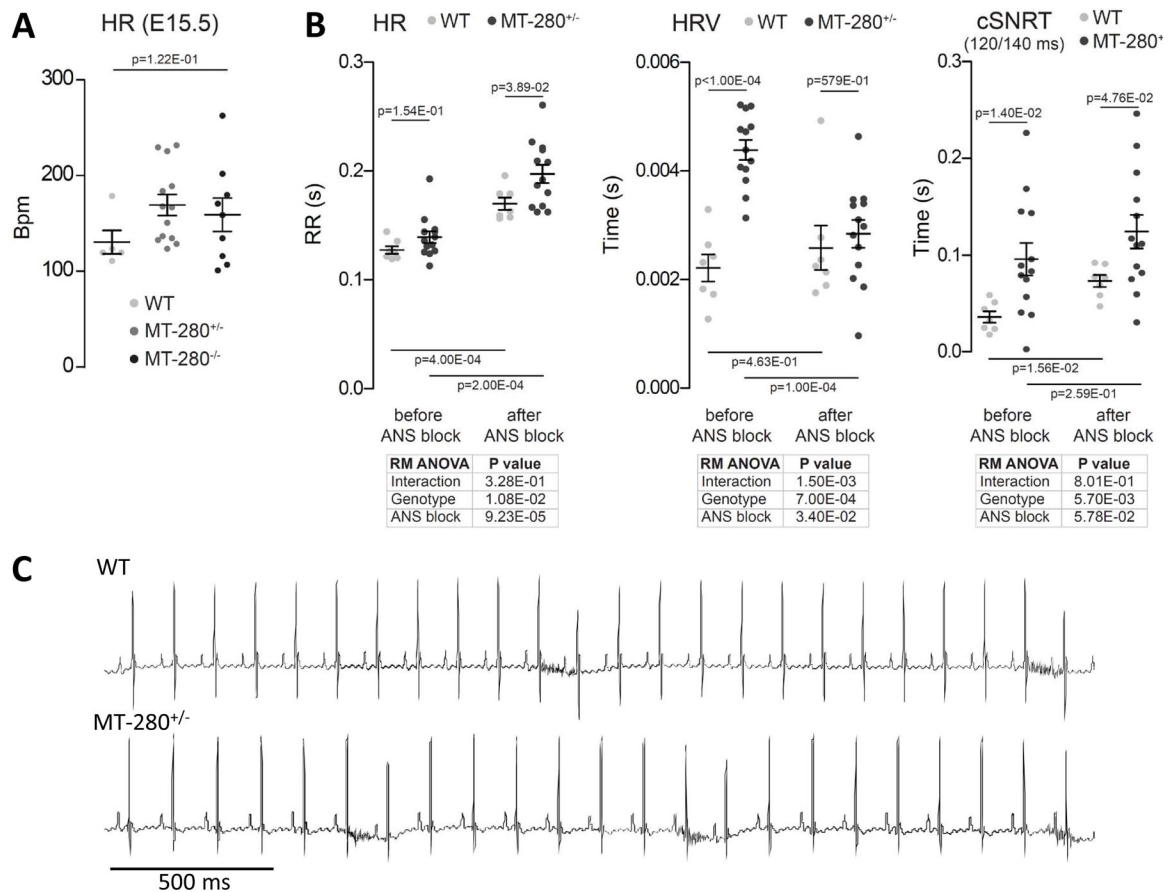 A
HR (E15.5)
p=1.22E-01
300
200
100
0
Bpm
WT
MT-280+/-
MT-280-/-
B
HR
WT
MT-280+/-
0.3
0.2
0.1
0.0
RR (s)
p=1.54E-01
p=3.89-02
p=4.00E-04
p=2.00E-04
before
ANS block
after
ANS block
RM ANOVA P value
Interaction 3.28E-01
Genotype 1.08E-02
ANS block 9.23E-05
HRV
WT
MT-280+/-
0.006
0.004
0.002
0.000
Time (s)
p<1.00E-04
p=579E-01
p=4.63E-01
p=1.00E-04
before
ANS block
after
ANS block
RM ANOVA P value
Interaction 1.50E-03
Genotype 7.00E-04
ANS block 3.40E-02
cSNRT
(120/140 ms)
WT
MT-280+
0.3
0.2
0.1
0.0
Time (s)
p=1.40E-02
p=4.76E-02
p=1.56E-02
p=2.59E-01
before
ANS block
after
ANS block
RM ANOVA P value
Interaction 8.01E-01
Genotype 5.70E-03
ANS block 5.78E-02
C
WT
MT-280+/-
500 ms